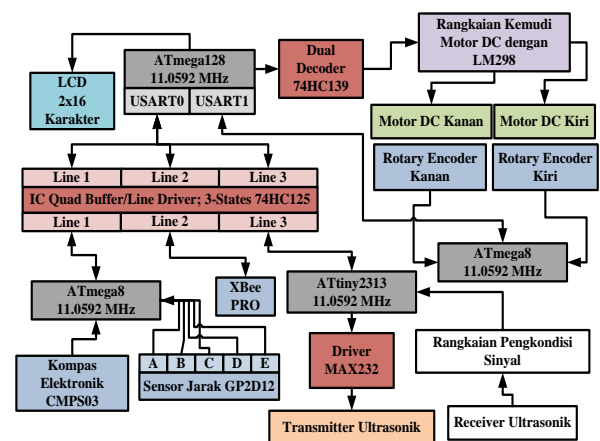 ATmega128
11.0592 MHz
USART0 USART1
LCD
2x16
Karakter
Dual
Decoder
74HC139
Rangkaian Kemudi
Motor DC dengan
LM298
Motor DC Kanan
Motor DC Kiri
Rotary Encoder
Kanan
Rotary Encoder
Kiri
Line 1 Line 2 Line 3
IC Quad Buffer/Line Driver; 3-States 74HC125
Line 1 Line 2 Line 3
ATmega8
11.0592 MHz
ATmega8
11.0592 MHz
XBee
PRO
ATtiny2313
11.0592 MHz
Kompas
Elektronik
CMPS03
A B C D E
Sensor Jarak GP2D12
Driver
MAX232
Rangkaian Pengkondisi
Sinyal
Transmitter Ultrasonik
Receiver Ultrasonik